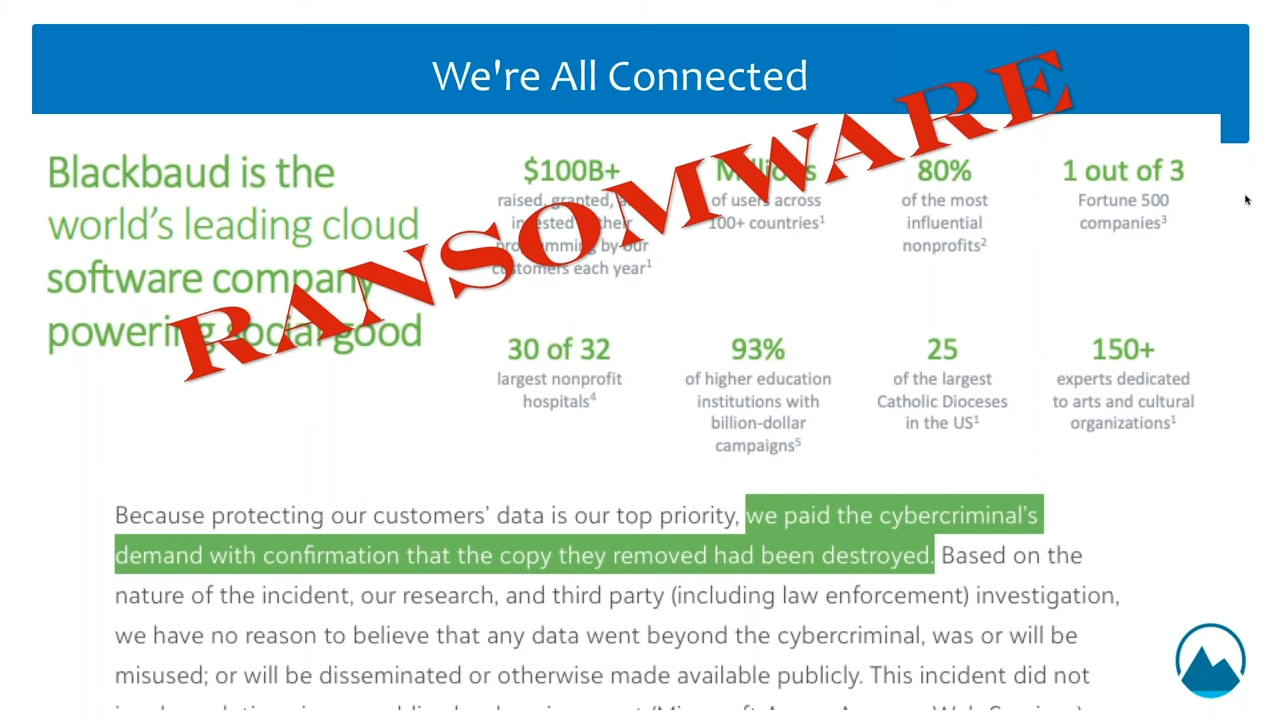 We're All Connected
RANSOMWARE
Blackbaud is the
world's leading cloud
software company
powering social good
$100B+
raised, granted,
invested their
programming by our
customers each year¹
Millions
of users across
100+ countries¹
80%
of the most
influential
nonprofits²
1 out of 3
Fortune 500
companies³
30 of 32
largest nonprofit
hospitals⁴
93%
of higher education
institutions with
billion-dollar
campaigns⁵
25
of the largest
Catholic Dioceses
in the US¹
150+
experts dedicated
to arts and cultural
organizations¹
Because protecting our customers' data is our top priority, we paid the cybercriminal's
demand with confirmation that the copy they removed had been destroyed. Based on the
nature of the incident, our research, and third party (including law enforcement) investigation,
we have no reason to believe that any data went beyond the cybercriminal, was or will be
misused; or will be disseminated or otherwise made available publicly. This incident did not